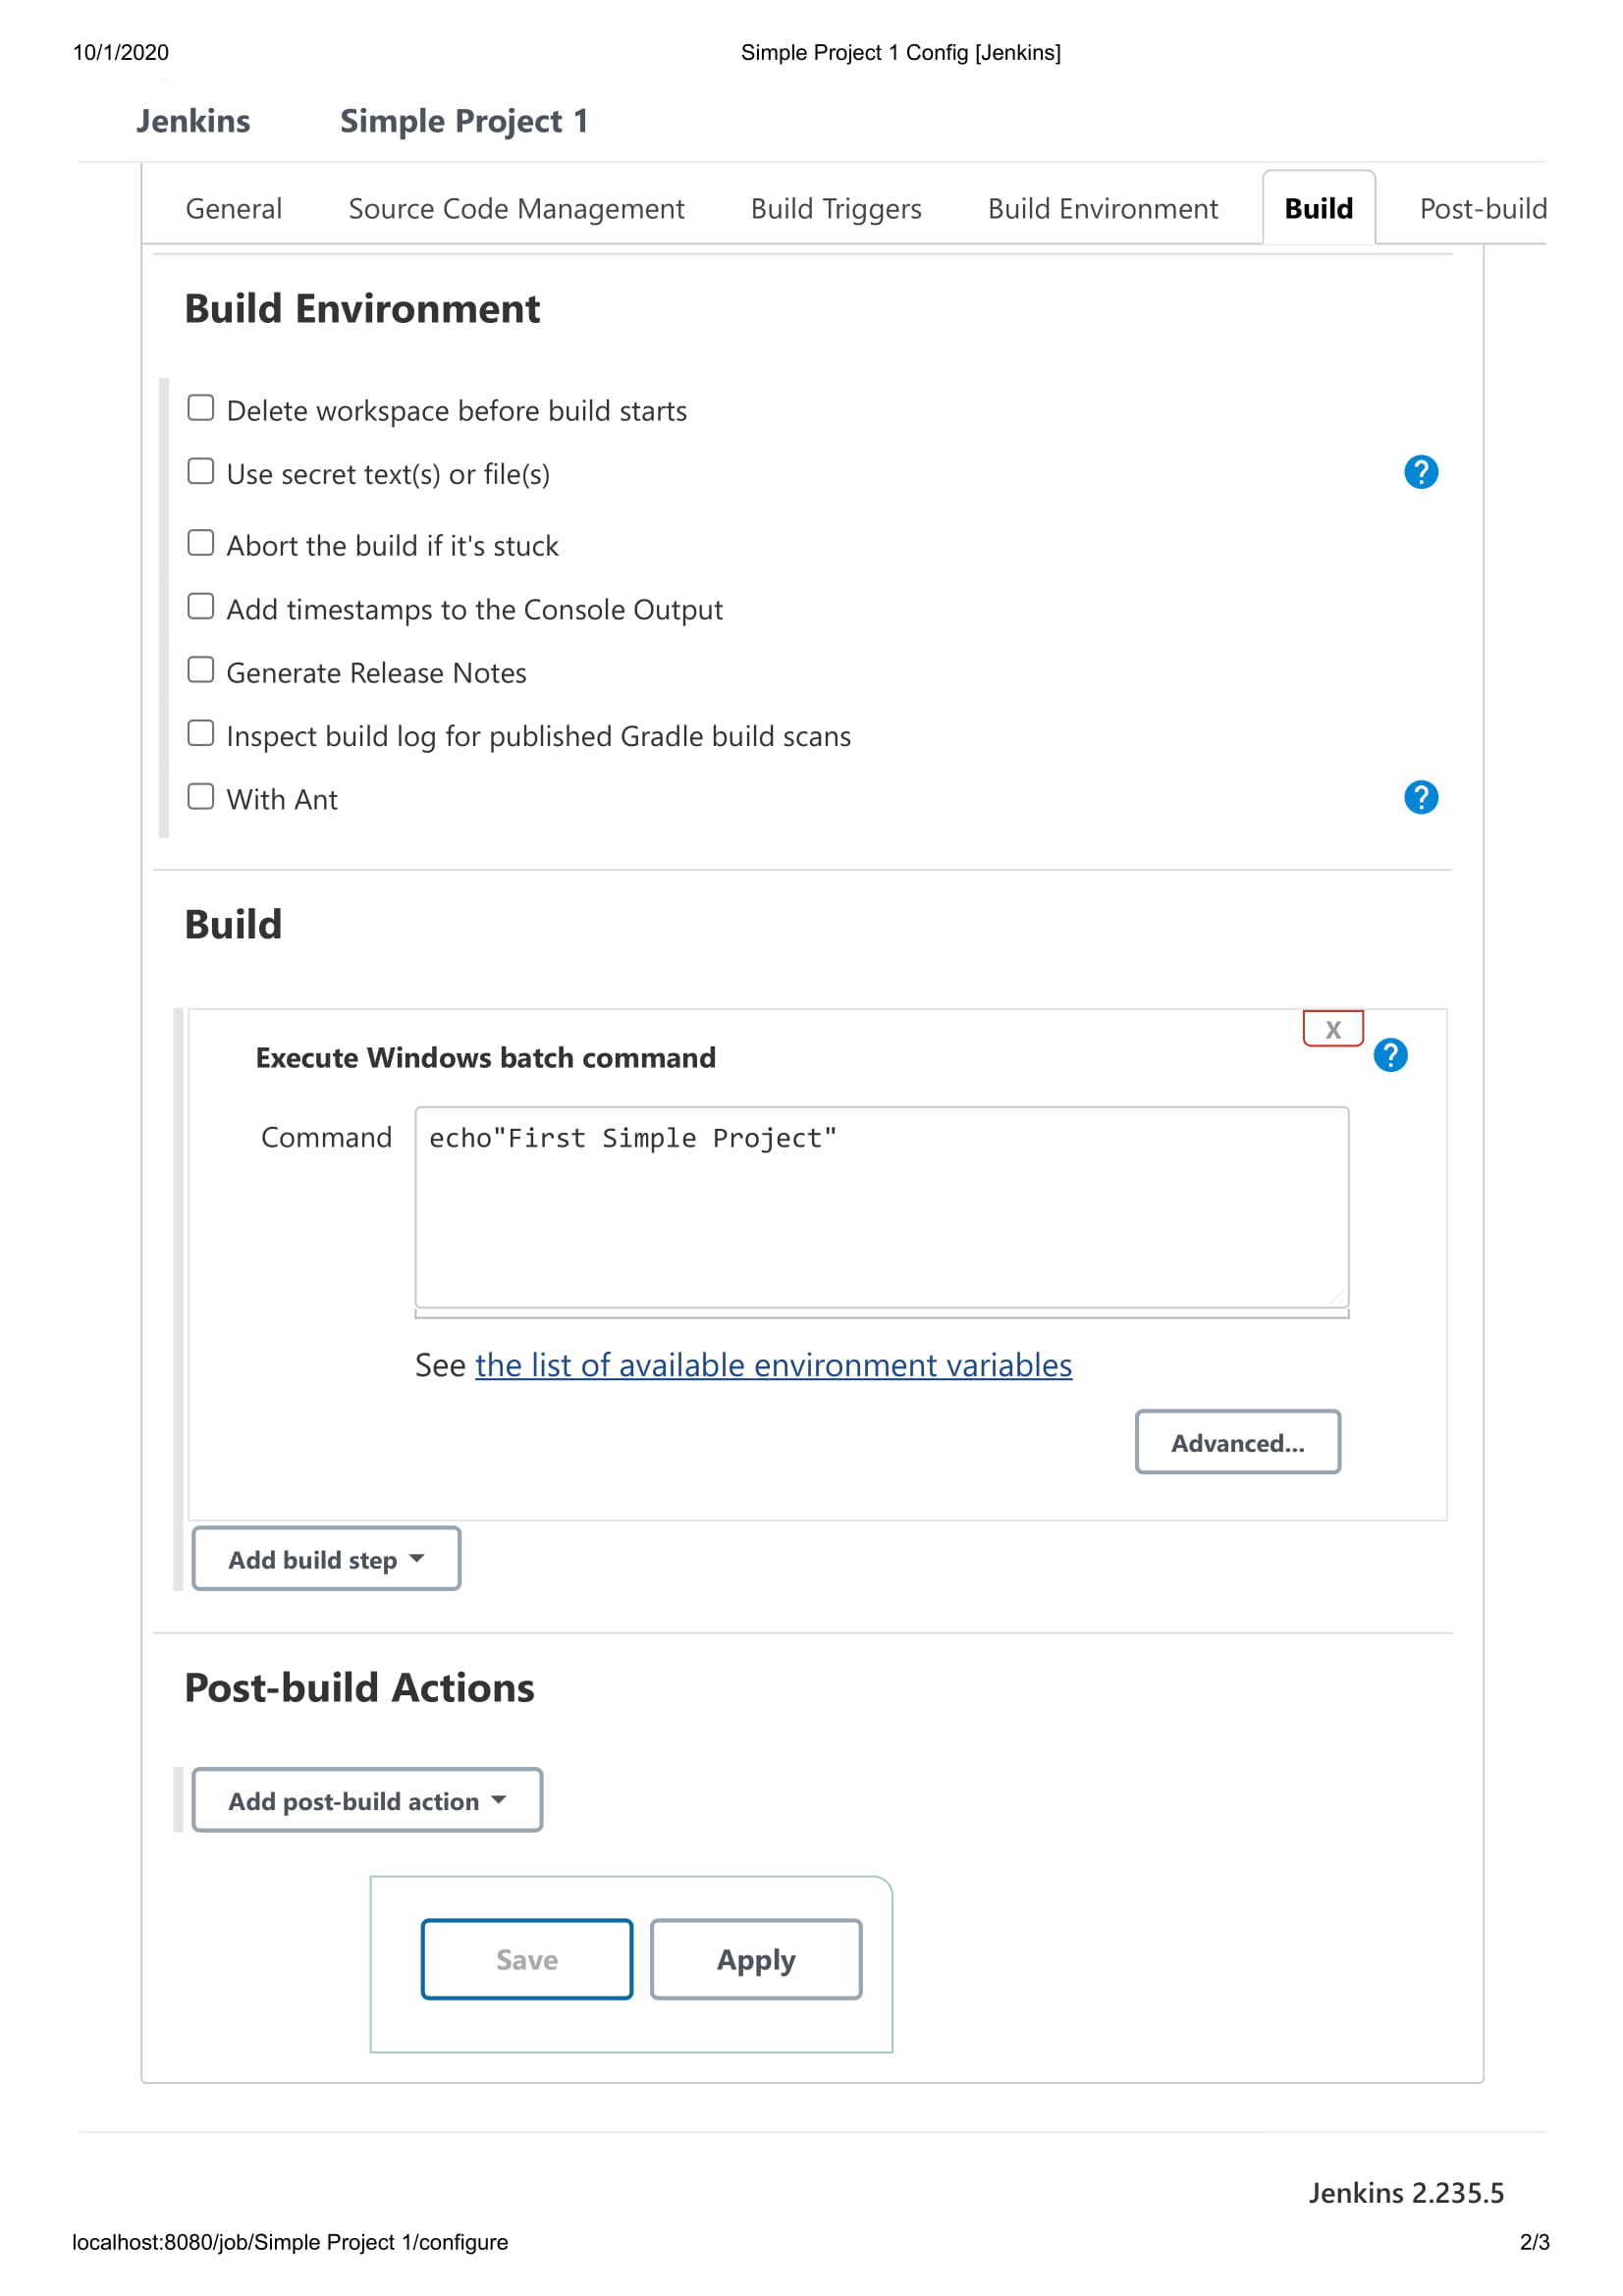 10/1/2020 Simple Project 1 Config [Jenkins]
Jenkins Simple Project 1
General Source Code Management Build Triggers Build Environment Build Post-build
Build Environment
Delete workspace before build starts
Use secret text(s) or file(s) ?
Abort the build if it's stuck
Add timestamps to the Console Output
Generate Release Notes
Inspect build log for published Gradle build scans
With Ant ?
Build
X
Execute Windows batch command ?
Command echo"First Simple Project"
See the list of available environment variables
Advanced...
Add build step
Post-build Actions
Add post-build action
Save Apply
Jenkins 2.235.5
localhost:8080/job/Simple Project 1/configure 2/3